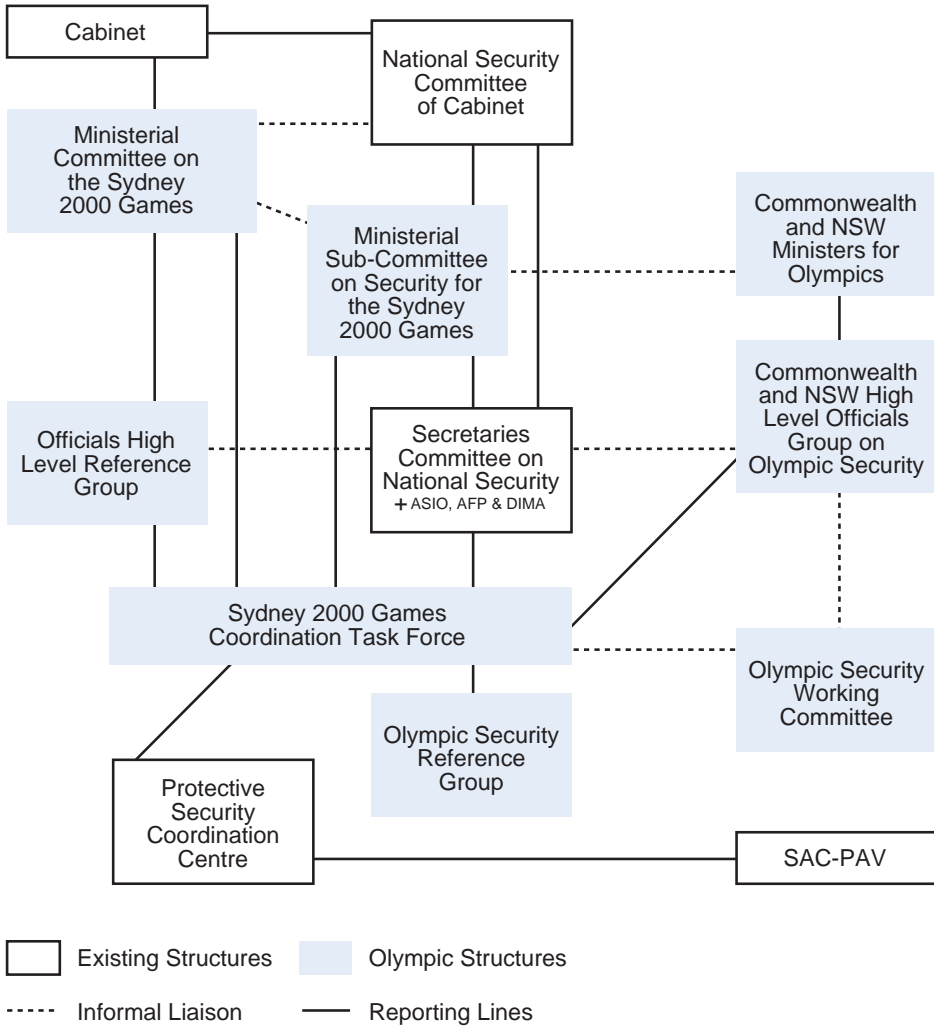 Cabinet
National Security
Committee
of Cabinet
Ministerial
Committee on
the Sydney
2000 Games
Ministerial
Sub-Committee
on Security for
the Sydney
2000 Games
Commonwealth
and NSW
Ministers for
Olympics
Officials High
Level Reference
Group
Secretaries
Committee on
National Security
+ ASIO, AFP & DIMA
Commonwealth
and NSW High
Level Officials
Group on
Olympic Security
Sydney 2000 Games
Coordination Task Force
Olympic Security
Working
Committee
Olympic Security
Reference
Group
Protective
Security
Coordination
Centre
SAC-PAV
Existing Structures
Olympic Structures
Informal Liaison
Reporting Lines